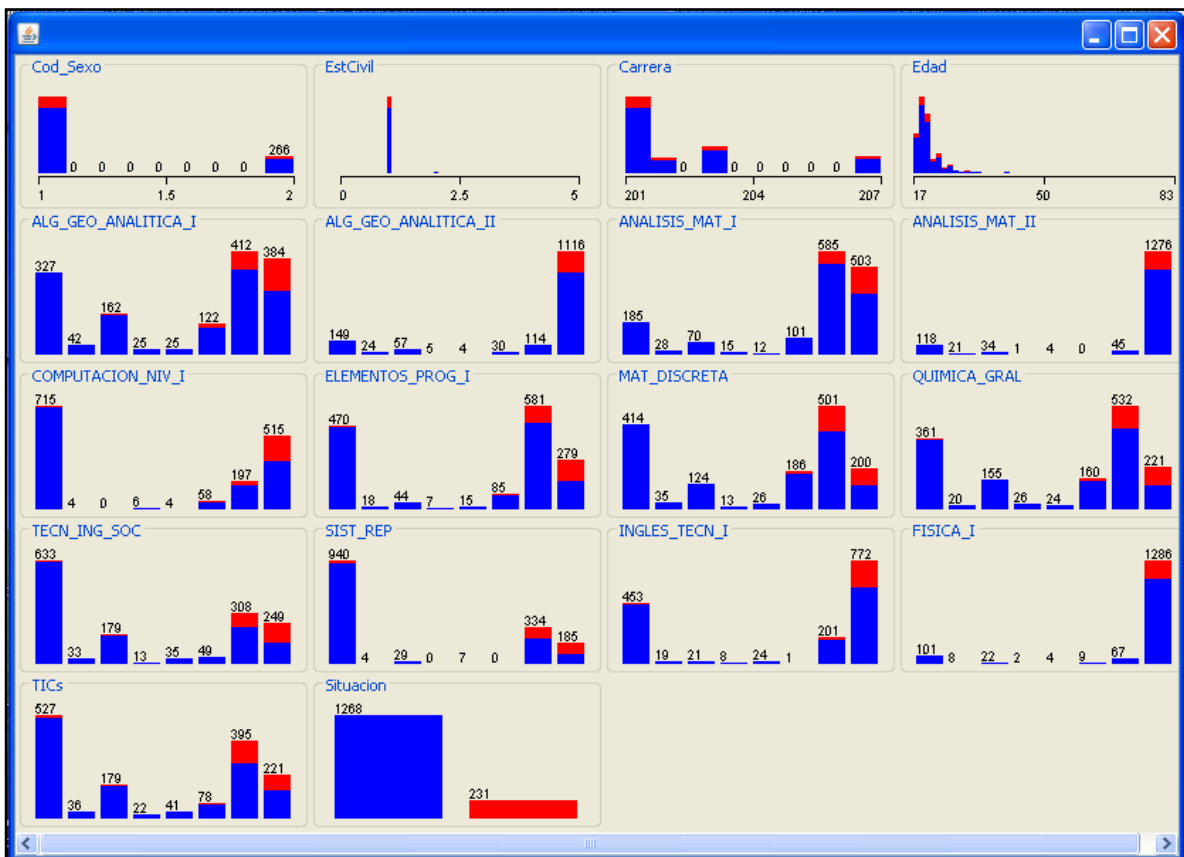 Cod_Sexo
266
0 0 0 0 0 0 0 0
1 1.5 2
EstCivil
0 2.5 5
Carrera
0 0 0 0 0 0
201 204 207
Edad
17 50 83
ALG_GEO_ANALITICA_I
327 42 162 25 25 122 412 384
ALG_GEO_ANALITICA_II
149 24 57 5 4 30 114 1116
ANALISIS_MAT_I
185 28 70 15 12 101 585 503
ANALISIS_MAT_II
118 21 34 1 4 0 45 1276
COMPUTACION_NIV_I
715 4 0 6 4 58 197 515
ELEMENTOS_PROG_I
470 18 44 7 15 85 581 279
MAT_DISCRETA
414 35 124 13 26 186 501 200
QUIMICA_GRAL
361 20 155 26 24 160 532 221
TECN_ING_SOC
633 33 179 13 35 49 308 249
SIST_REP
940 4 29 0 7 0 334 185
INGLES_TECN_I
453 19 21 8 24 1 201 772
FISICA_I
101 8 22 2 4 9 67 1286
TICs
527 36 179 22 41 78 395 221
Situacion
1268 231